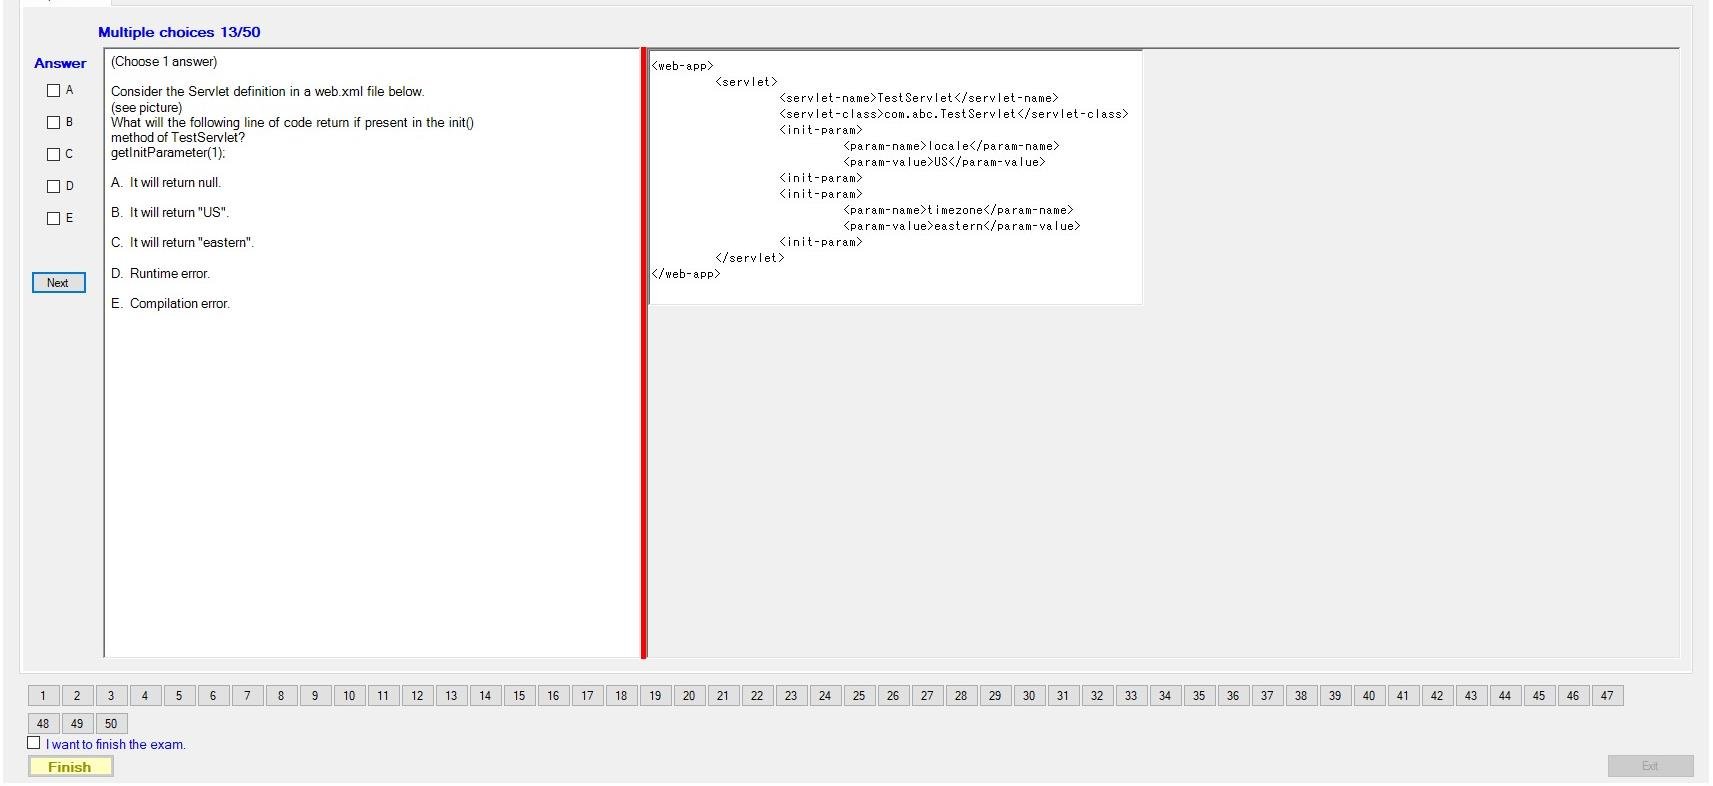 Multiple choices 13/50
Answer
A
B
C
D
E
Next
(Choose 1 answer)
Consider the Servlet definition in a web.xml file below.
(see picture)
What will the following line of code return if present in the init()
method of TestServlet?
getInitParameter(1);
A. It will return null.
B. It will return "US".
C. It will return "eastern".
D. Runtime error.
E. Compilation error.
<web-app>
<servlet>
<servlet-name>TestServlet</servlet-name>
<servlet-class>com.abc.TestServlet</servlet-class>
<init-param>
<param-name>locale</param-name>
<param-value>US</param-value>
<init-param>
<init-param>
<param-name>timezone</param-name>
<param-value>eastern</param-value>
<init-param>
</servlet>
</web-app>
1 2 3 4 5 6 7 8 9 10 11 12 13 14 15 16 17 18 19 20 21 22 23 24 25 26 27 28 29 30 31 32 33 34 35 36 37 38 39 40 41 42 43 44 45 46 47
48 49 50
I want to finish the exam.
Finish
Exit